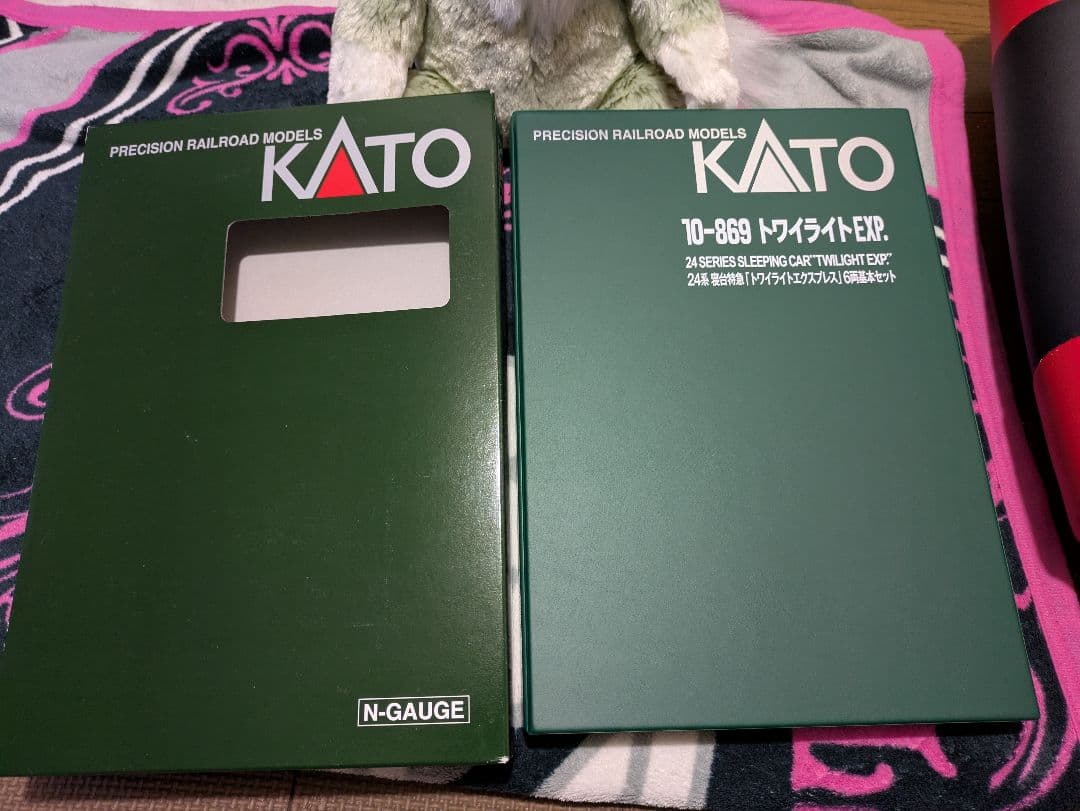 PRECISION RAILROAD MODELS
KATO
N-GAUGE
PRECISION RAILROAD MODELS
KATO
10-869 トワイライトEXP.
24 SERIES SLEEPING CAR "TWILIGHT EXP."
24系 寝台特急「トワイライトエクスプレス」6両基本セット